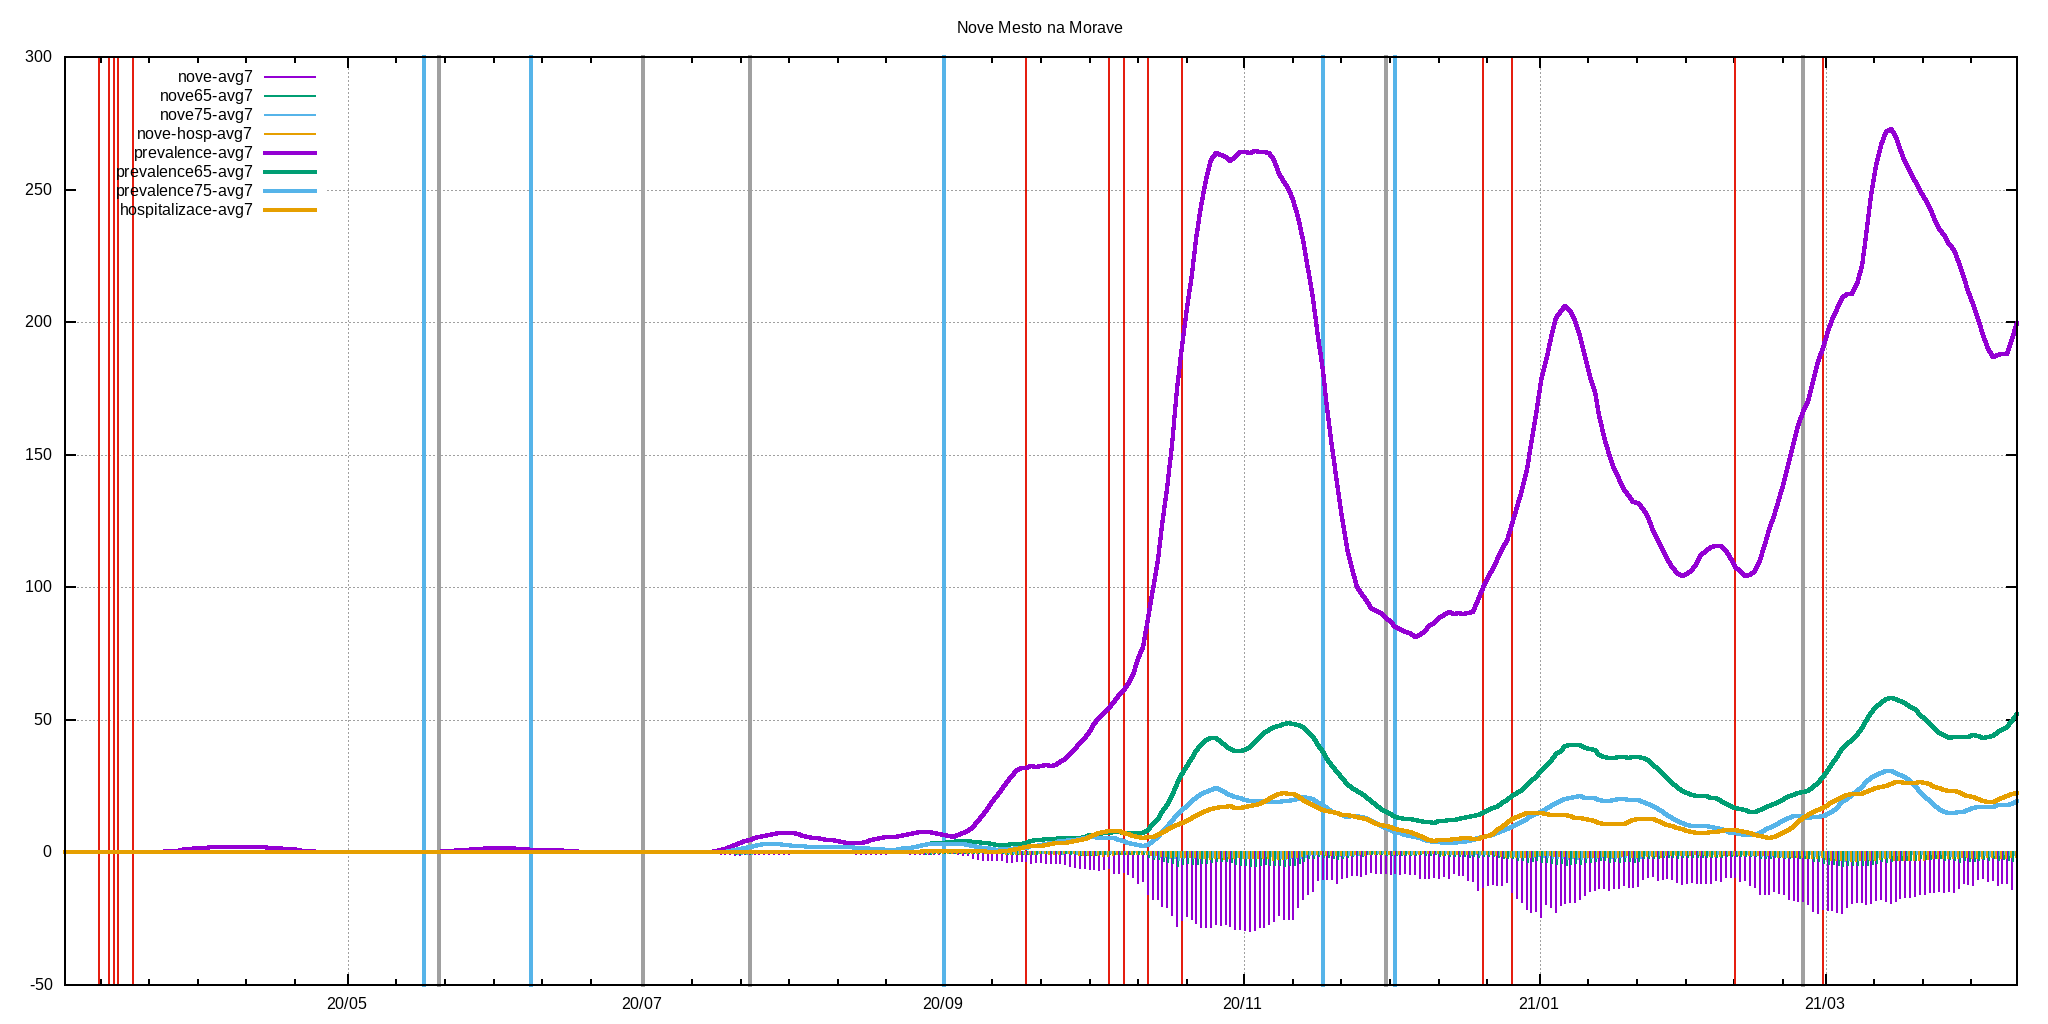 Nove Mesto na Morave
300
250
200
150
100
50
0
-50
nove-avg7
nove65-avg7
nove75-avg7
nove-hosp-avg7
prevalence-avg7
prevalence65-avg7
prevalence75-avg7
hospitalizace-avg7
20/05 20/07 20/09 20/11 21/01 21/03